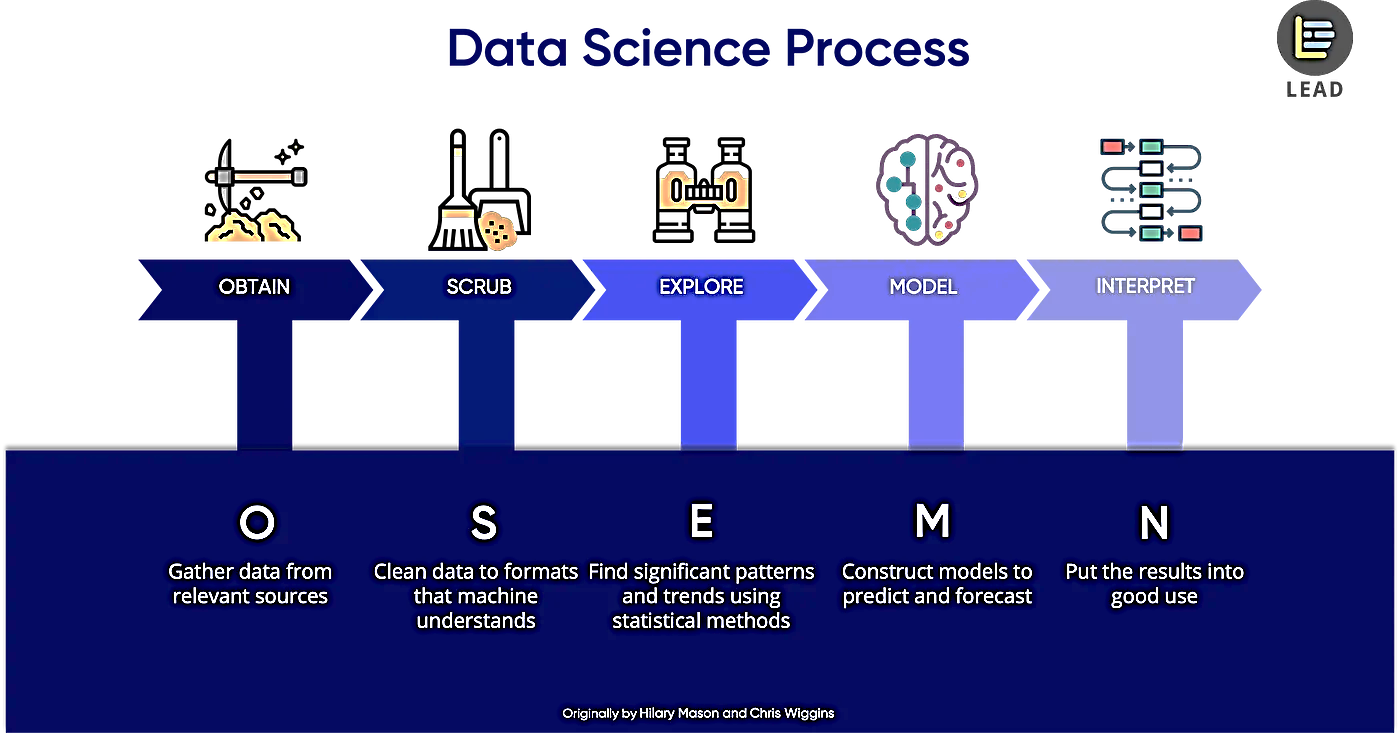 Data Science Process
LEAD
OBTAIN
SCRUB
EXPLORE
MODEL
INTERPRET
O
Gather data from
relevant sources
S
Clean data to formats
that machine
understands
E
Find significant patterns
and trends using
statistical methods
M
Construct models to
predict and forecast
N
Put the results into
good use
Originally by Hilary Mason and Chris Wiggins